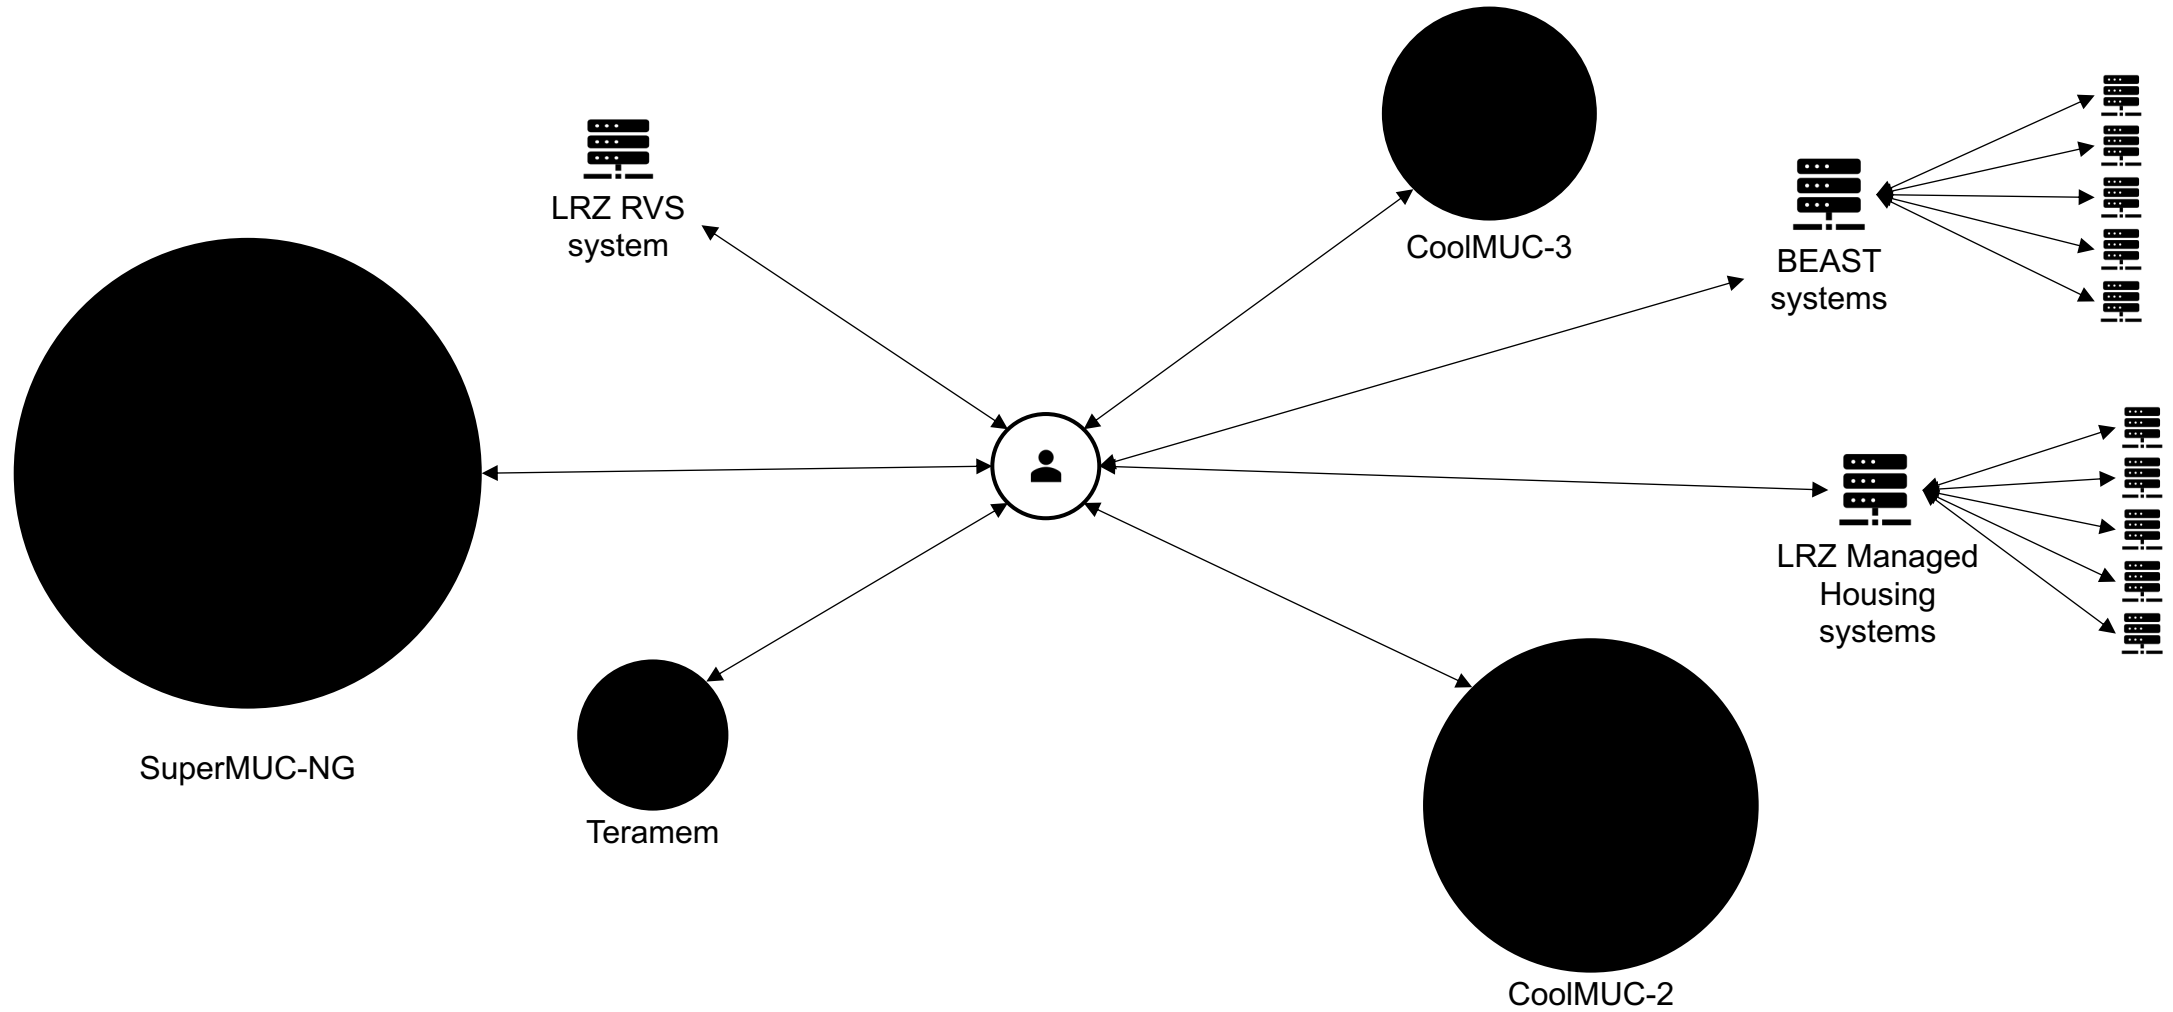 LRZ RVS
system
CoolMUC-3
BEAST
systems
LRZ Managed
Housing
systems
SuperMUC-NG
Teramem
CoolMUC-2